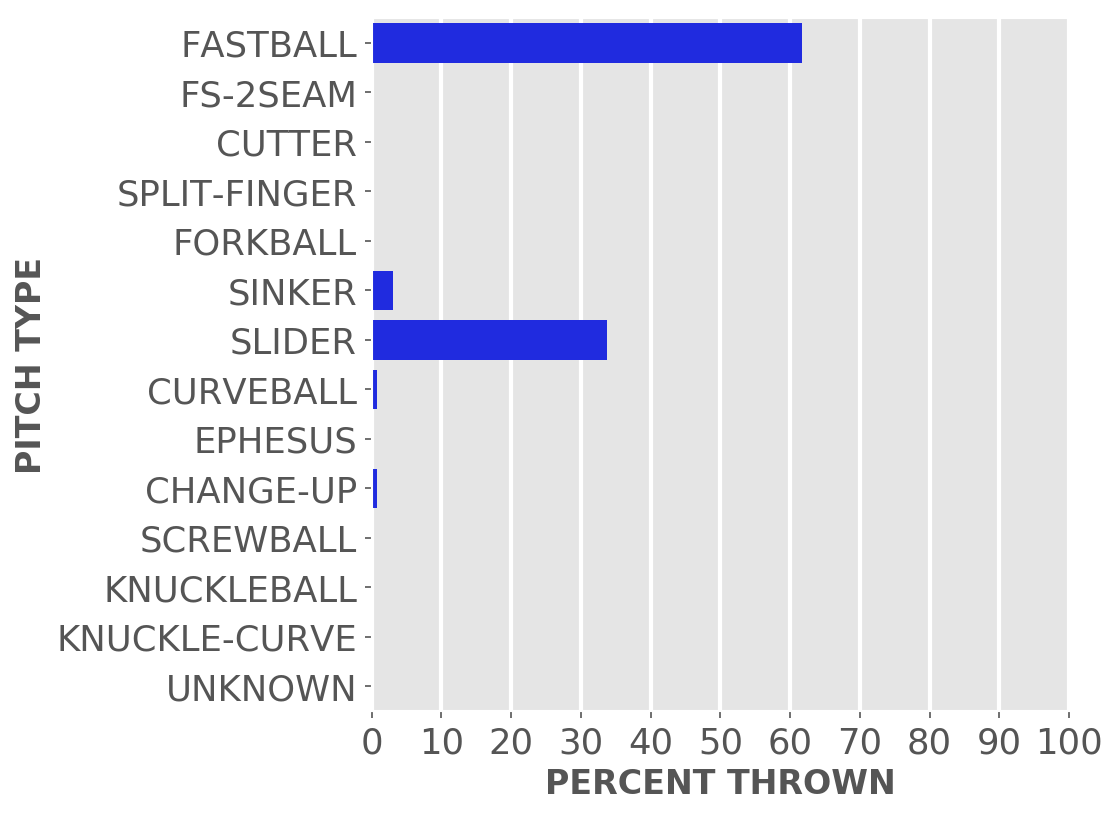 FASTBALL
FS-2SEAM
CUTTER
SPLIT-FINGER
FORKBALL
SINKER
SLIDER
CURVEBALL
EPHESUS
CHANGE-UP
SCREWBALL
KNUCKLEBALL
KNUCKLE-CURVE
UNKNOWN
PITCH TYPE
0 10 20 30 40 50 60 70 80 90 100
PERCENT THROWN